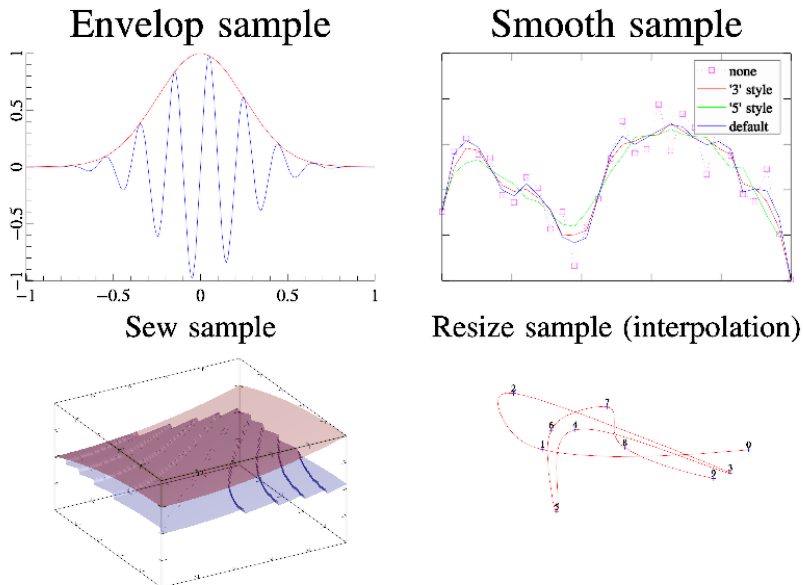 Envelop sample
Smooth sample
1
0.5
0
−0.5
−1
−1
−0.5
0
0.5
1
none
'3' style
'5' style
default
Sew sample
Resize sample (interpolation)
2
7
6
4
1
8
0
3
9
5